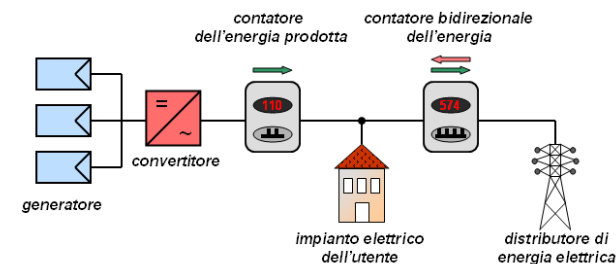 contatore
dell'energia prodotta
contatore bidirezionale
dell'energia
110
574
=
~
convertitore
generatore
impianto elettrico
dell'utente
distributore di
energia elettrica